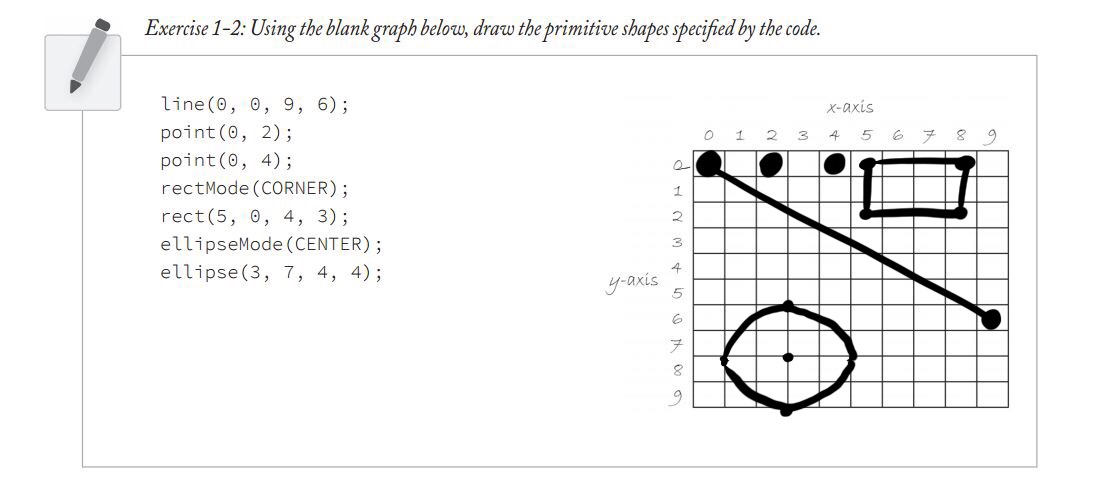 Exercise 1-2: Using the blank graph below, draw the primitive shapes specified by the code.
line(0, 0, 9, 6);
point(0, 2);
point(0, 4);
rectMode(CORNER);
rect(5, 0, 4, 3);
ellipseMode(CENTER);
ellipse(3, 7, 4, 4);
x-axis
0 1 2 3 4 5 6 7 8 9
0
1
2
3
4
y-axis
5
6
7
8
9